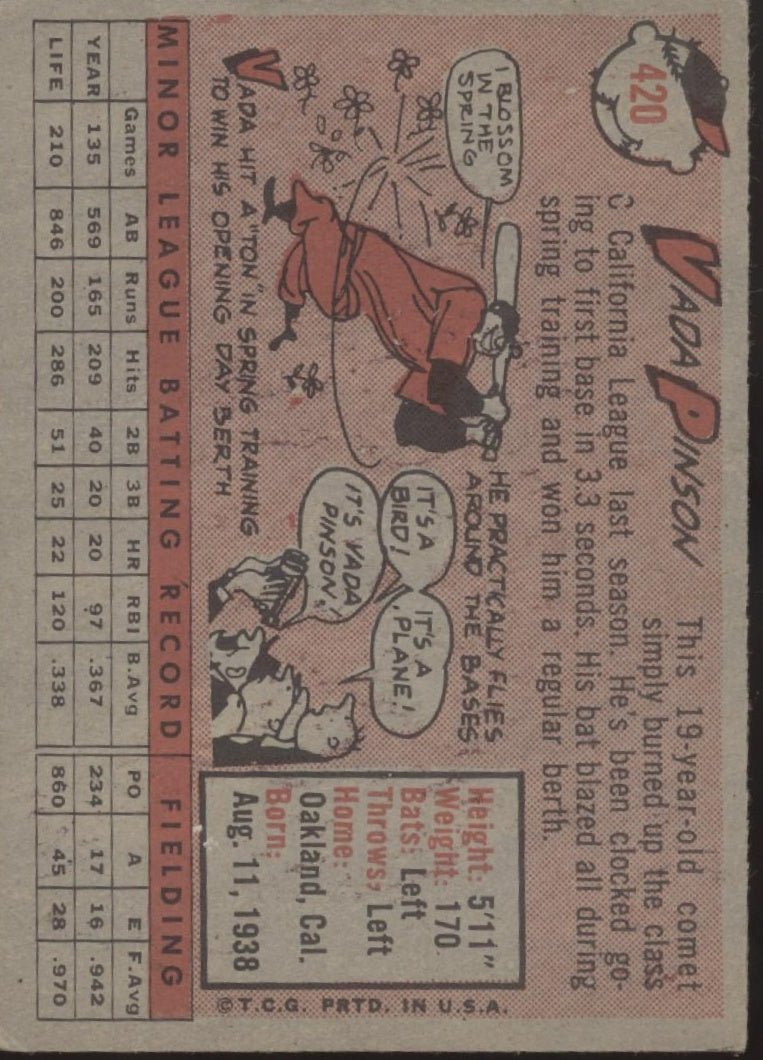 420
VADA PINSON
This 19-year-old comet
simply burned up the class
C California League last season. He's been clocked go-
ing to first base in 3.3 seconds. His bat blazed all during
spring training and won him a regular berth.
I BLOSSOM
IN THE
SPRING
VADA HIT A "TON" IN SPRING TRAINING
TO WIN HIS OPENING DAY BERTH
HE PRACTICALLY FLIES
AROUND THE BASES
IT'S A
BIRD!
IT'S A
PLANE!
IT'S VADA
PINSON!
Height: 5'11"
Weight: 170
Bats: Left
Throws: Left
Home:
Oakland, Cal.
Born:
Aug. 11, 1938
©T.C.G. PRTD. IN U.S.A.
MINOR LEAGUE BATTING RECORD FIELDING
Games AB Runs Hits 2B 3B HR RBI B.Avg PO A E F.Avg
YEAR 135 569 165 209 40 20 20 97 .367 234 17 16 .942
LIFE 210 846 200 286 51 25 22 120 .338 860 45 28 .970